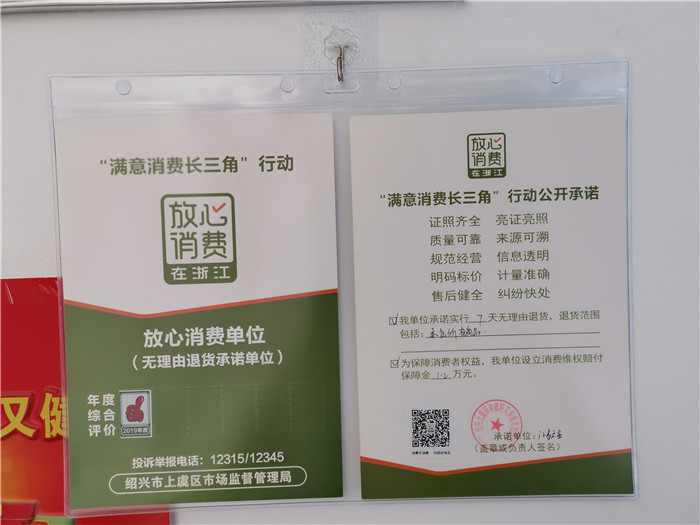 “满意消费长三角”行动
放心
消费
在浙江
放心消费单位
（无理由退货承诺单位）
年度
综合
评价
2019年度
投诉举报电话：12315/12345
绍兴市上虞区市场监督管理局
放心
消费
在浙江
“满意消费长三角”行动公开承诺
证照齐全 亮证亮照
质量可靠 来源可溯
规范经营 信息透明
明码标价 计量准确
售后健全 纠纷快处
☑我单位承诺实行 7 天无理由退货，退货范围
包括：
☑为保障消费者权益，我单位设立消费维权赔付
保障金 1.2 万元。
承诺单位：
（盖章或负责人签名）
又健